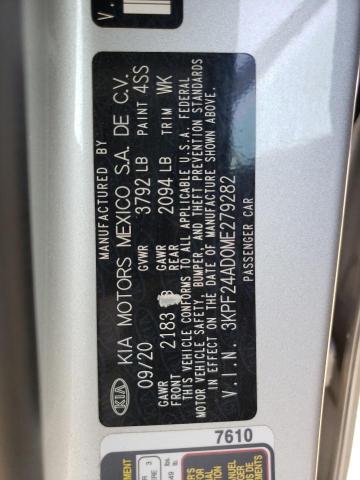 MANUFACTURED BY
KIA KIA MOTORS MEXICO S.A. DE C.V.
09/20 GVWR 3792 LB PAINT 4SS
GAWR FRONT 2183 LB GAWR REAR 2094 LB TRIM WK
THIS VEHICLE CONFORMS TO ALL APPLICABLE U.S.A. FEDERAL
MOTOR VEHICLE SAFETY, BUMPER, AND THEFT PREVENTION STANDARDS
IN EFFECT ON THE DATE OF MANUFACTURE SHOWN ABOVE.
V.I.N. 3KPF24AD0ME279282
PASSENGER CAR
7610